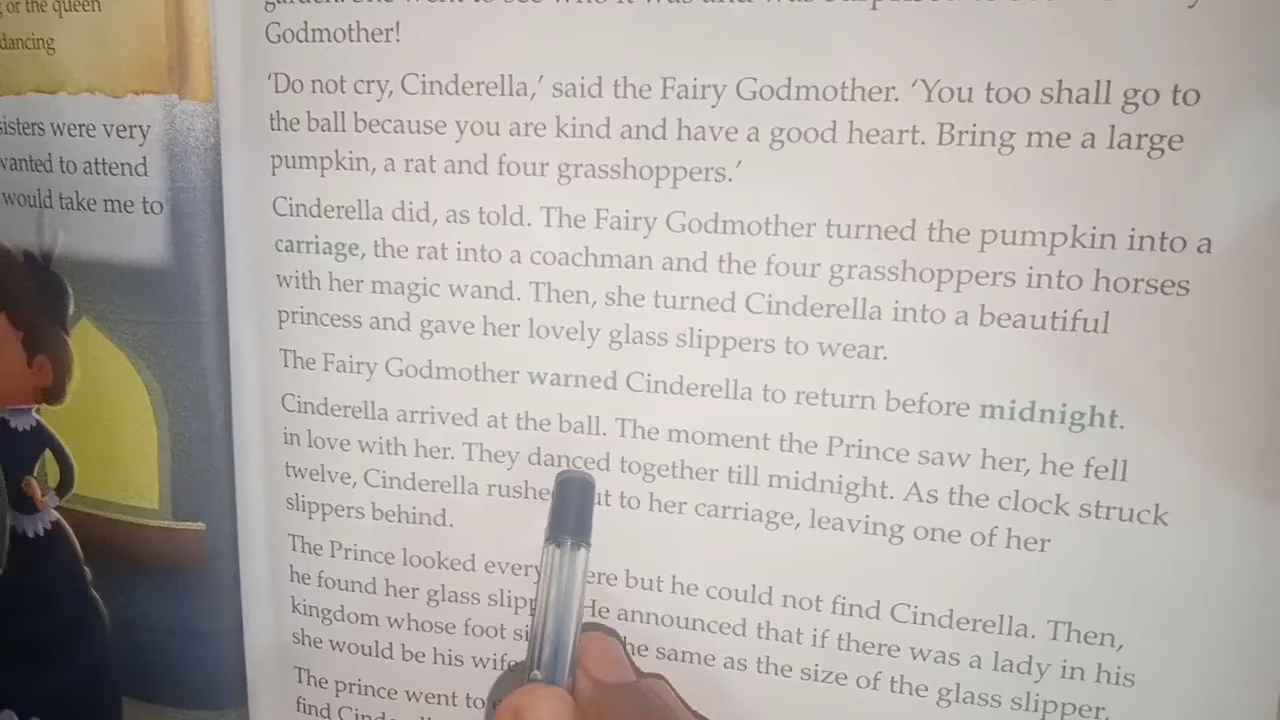 or the queen
dancing
sisters were very
wanted to attend
would take me to
Godmother!
'Do not cry, Cinderella,' said the Fairy Godmother. 'You too shall go to
the ball because you are kind and have a good heart. Bring me a large
pumpkin, a rat and four grasshoppers.'
Cinderella did, as told. The Fairy Godmother turned the pumpkin into a
carriage, the rat into a coachman and the four grasshoppers into horses
with her magic wand. Then, she turned Cinderella into a beautiful
princess and gave her lovely glass slippers to wear.
The Fairy Godmother warned Cinderella to return before midnight.
Cinderella arrived at the ball. The moment the Prince saw her, he fell
in love with her. They danced together till midnight. As the clock struck
twelve, Cinderella to her carriage, leaving one of her
slippers behind.
The Prince looked but he could not find Cinderella. Then,
he found her glass He announced that if there was a lady in his
kingdom whose foot the same as the size of the glass slipper,
she would be his wife
The prince went to
find